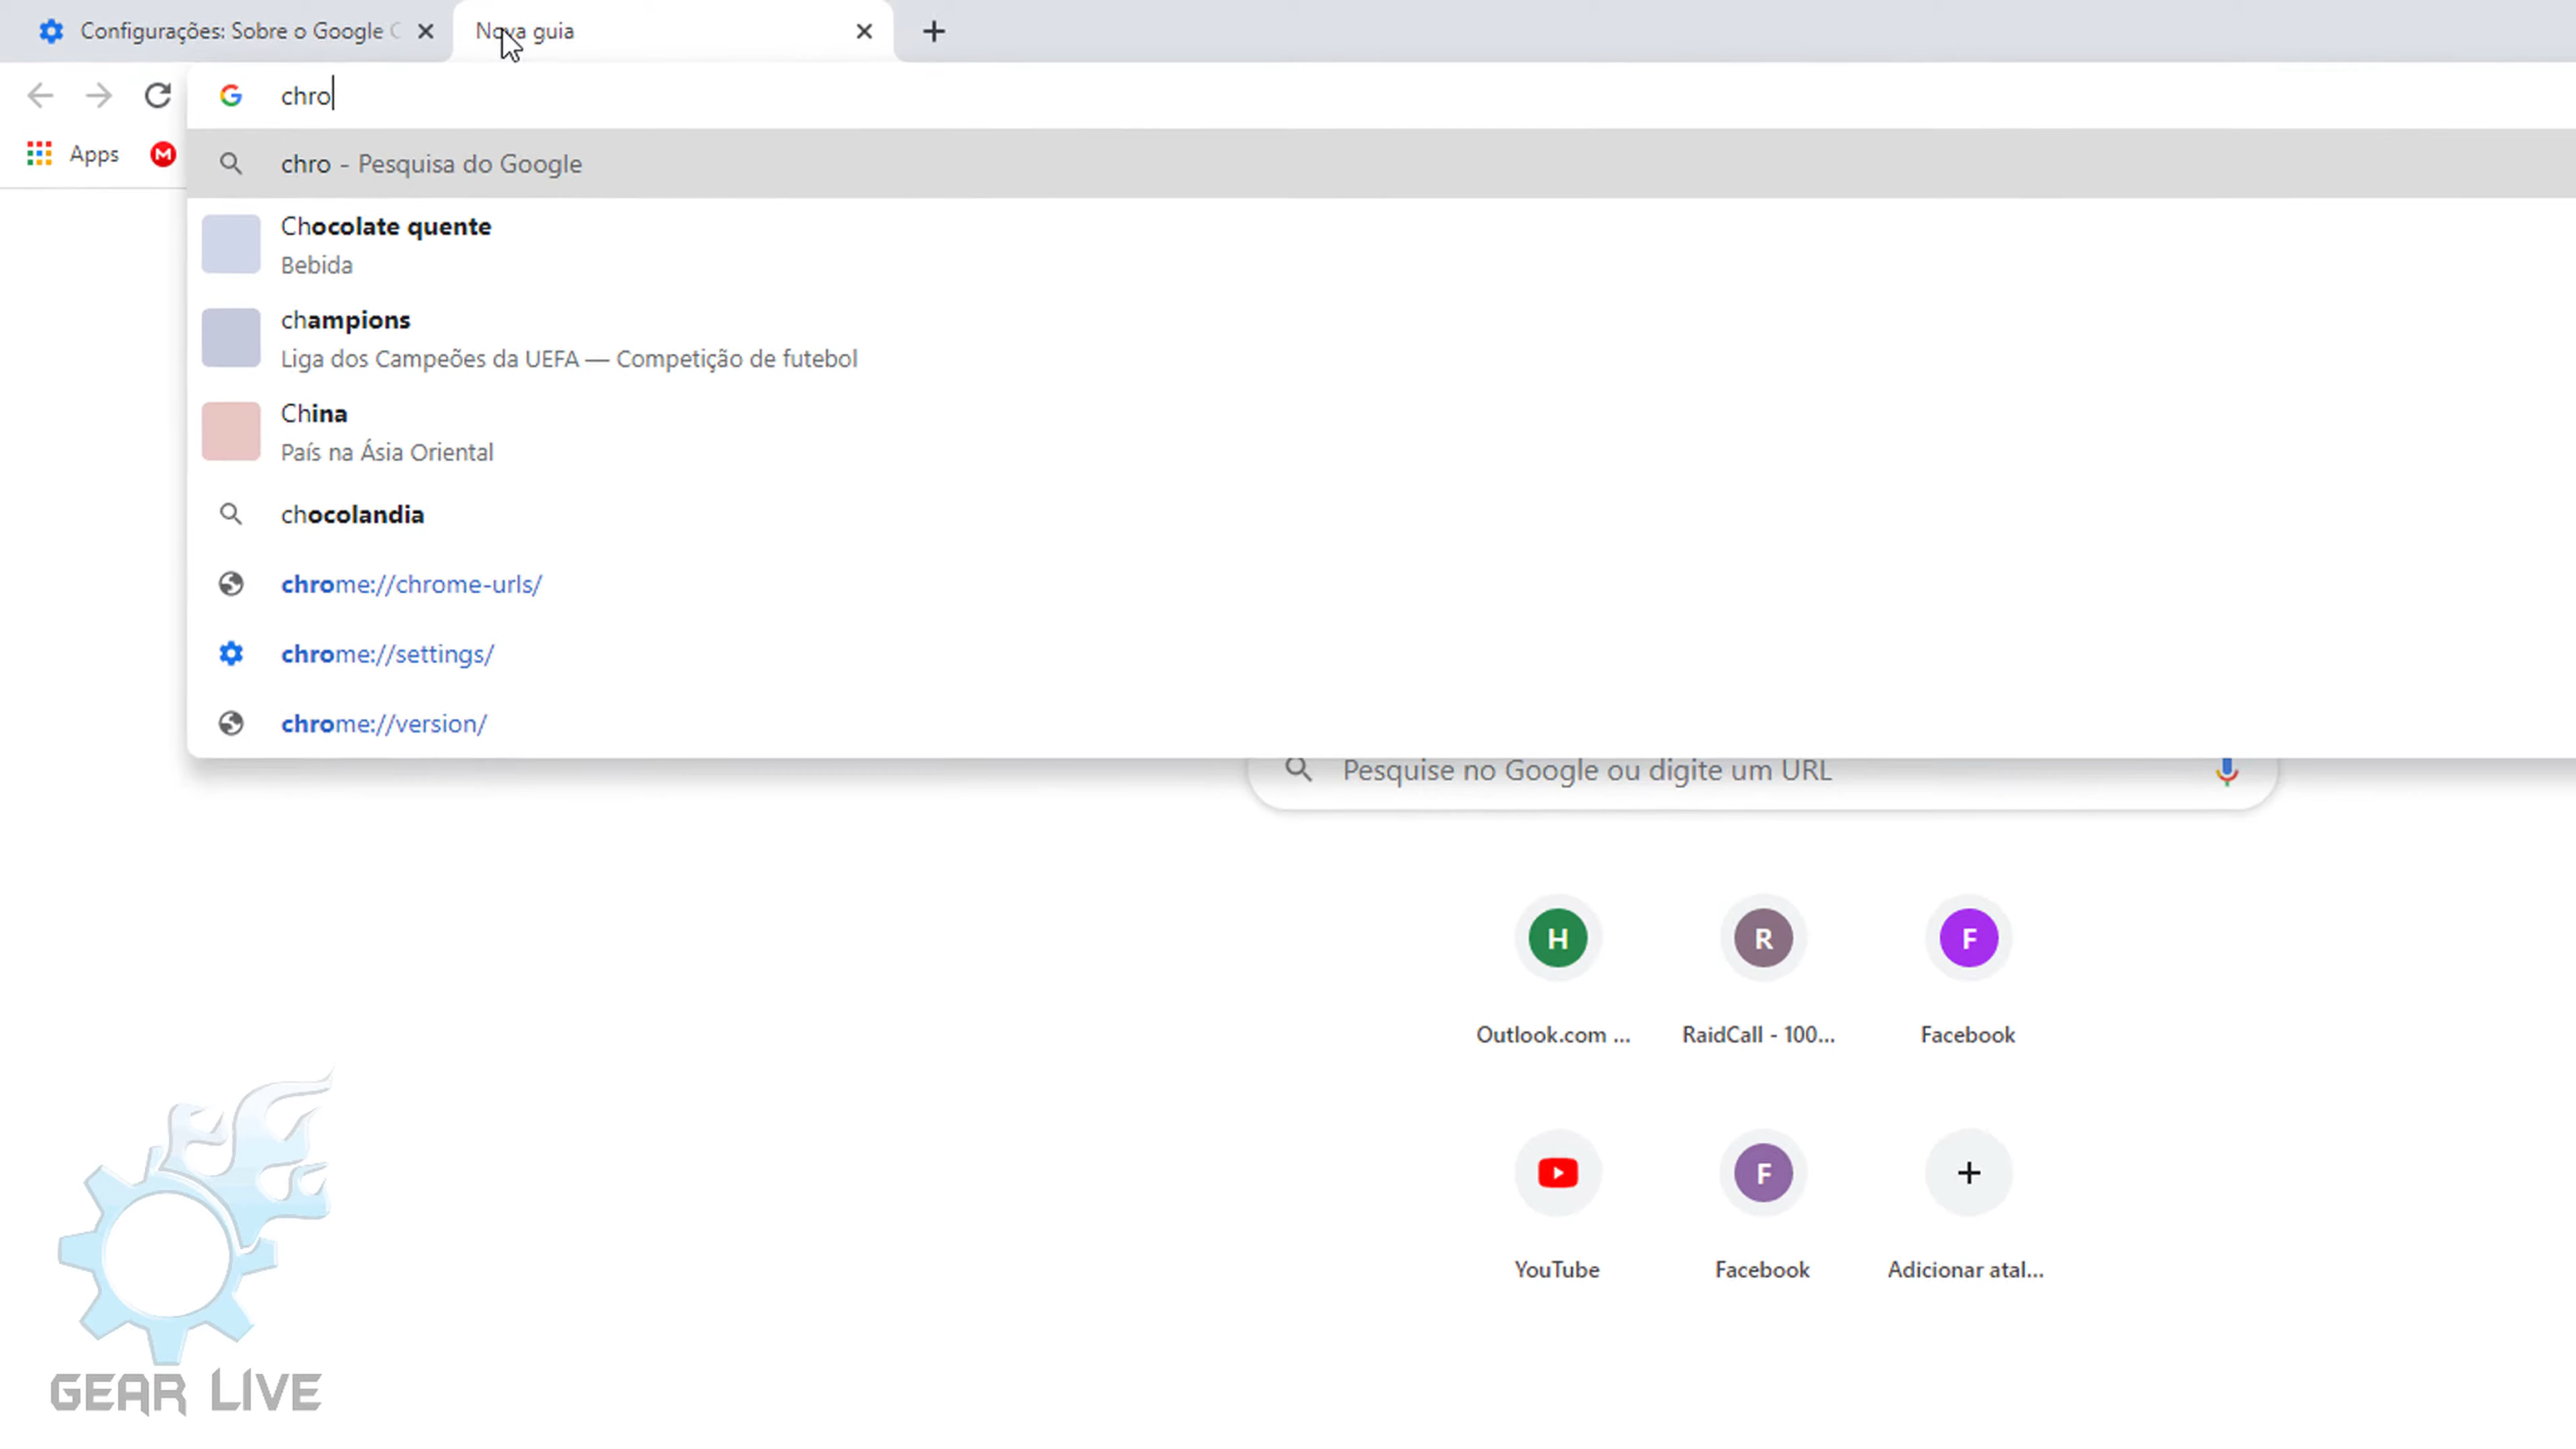 Configurações: Sobre o Google C
Nova guia
chro
Apps
chro - Pesquisa do Google
Chocolate quente
Bebida
champions
Liga dos Campeões da UEFA — Competição de futebol
China
País na Ásia Oriental
chocolandia
chrome://chrome-urls/
chrome://settings/
chrome://version/
Pesquise no Google ou digite um URL
H
R
F
Outlook.com ...
RaidCall - 100...
Facebook
F
YouTube
Facebook
Adicionar atal...
GEAR LIVE